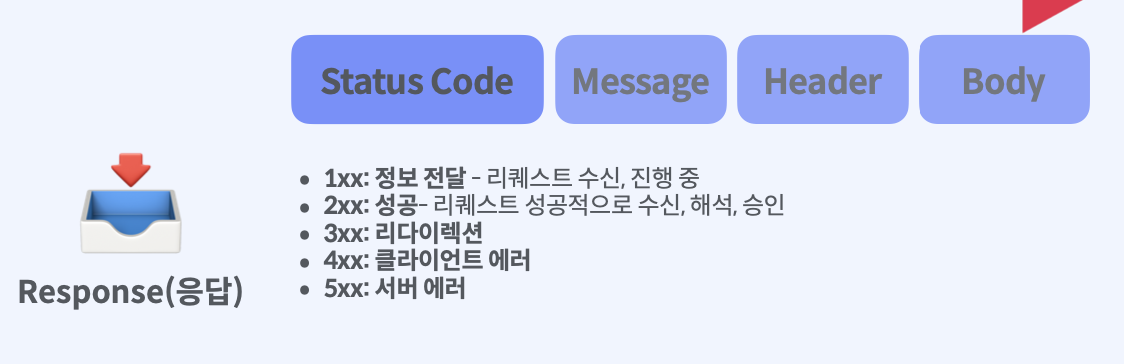 Status Code Message Header Body
• 1xx: 정보 전달 – 리퀘스트 수신, 진행 중
• 2xx: 성공– 리퀘스트 성공적으로 수신, 해석, 승인
• 3xx: 리다이렉션
• 4xx: 클라이언트 에러
• 5xx: 서버 에러
Response(응답)